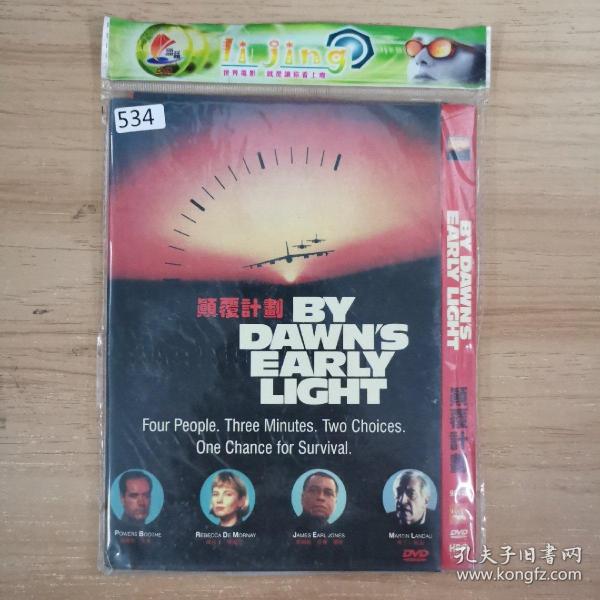 li jing
世界電影 就是讓你看上癮
534
顛覆計劃
BY
DAWN'S
EARLY
LIGHT
Four People. Three Minutes. Two Choices.
One Chance for Survival.
POWERS BOOTHE
REBECCA DE MORNAY
JAMES EARL JONES
MARTIN LANDAU
DVD
BY DAWN'S
EARLY LIGHT
顛覆計劃
DVD
孔夫子旧书网
www.kongfz.com